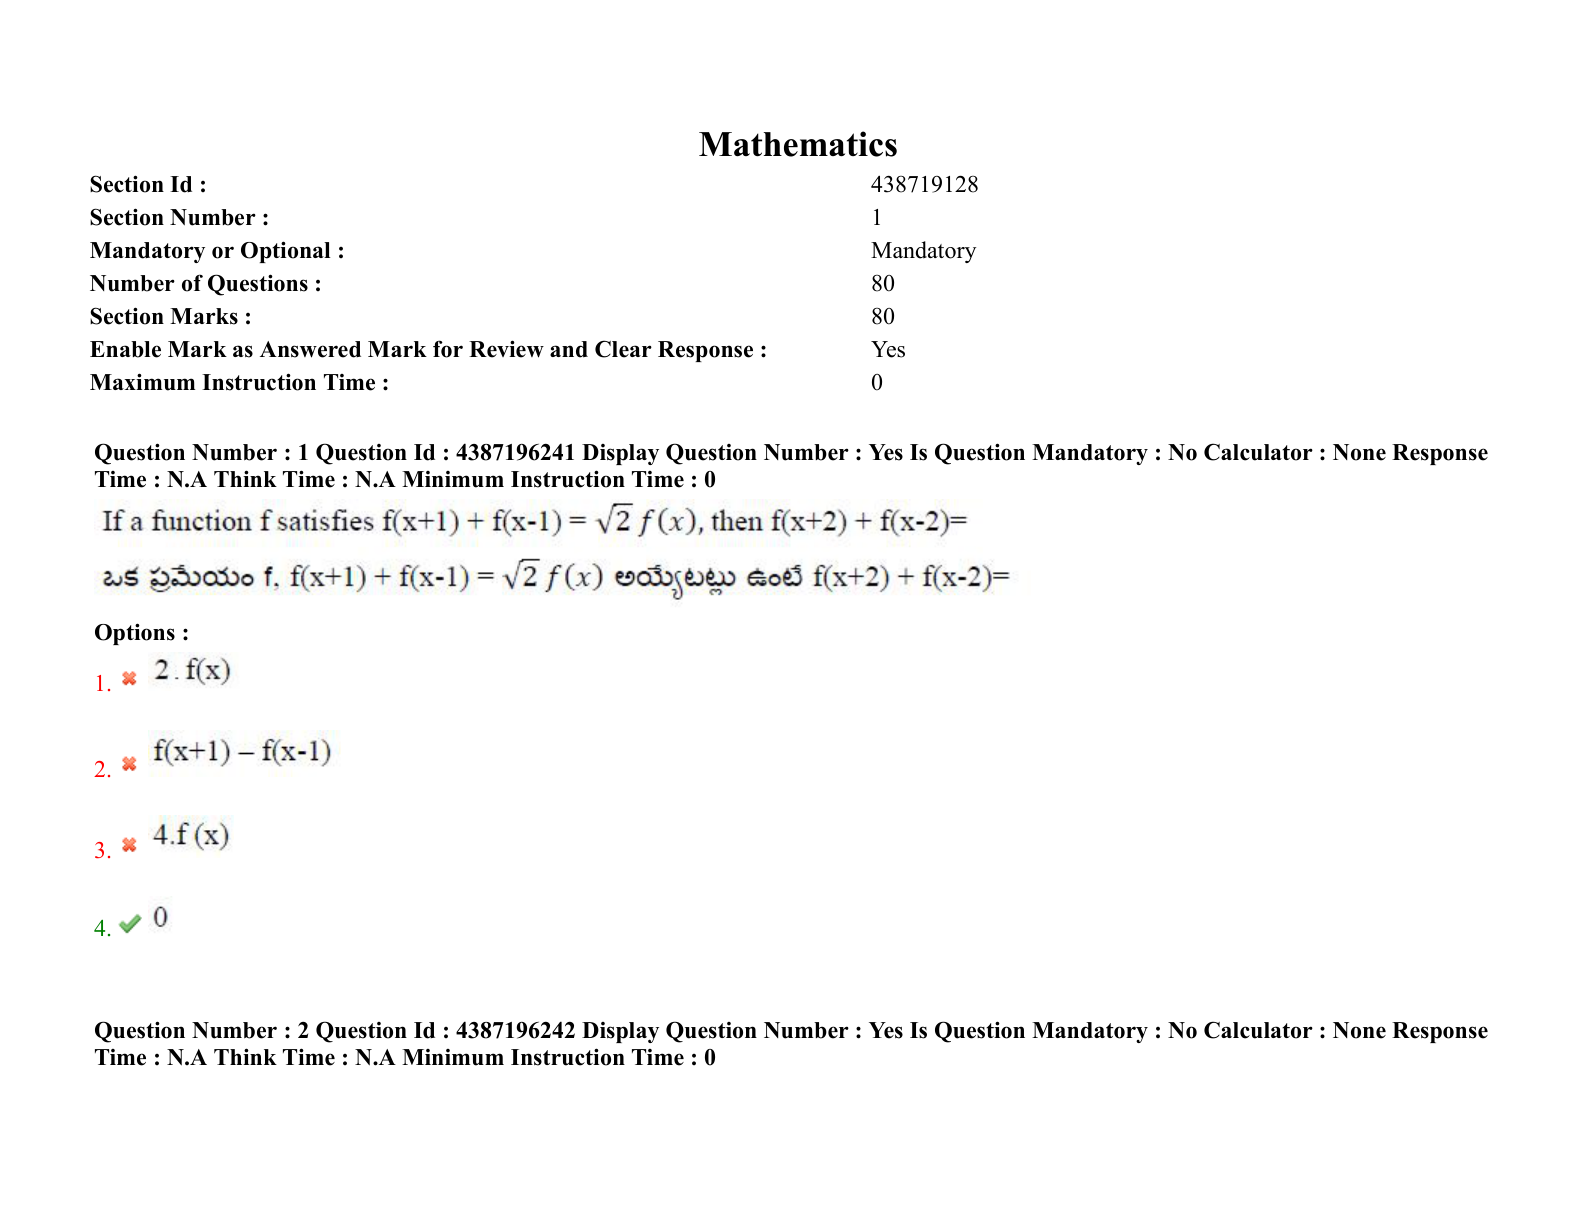 Mathematics
Section Id : 438719128
Section Number : 1
Mandatory or Optional : Mandatory
Number of Questions : 80
Section Marks : 80
Enable Mark as Answered Mark for Review and Clear Response : Yes
Maximum Instruction Time : 0
Question Number : 1 Question Id : 4387196241 Display Question Number : Yes Is Question Mandatory : No Calculator : None Response
Time : N.A Think Time : N.A Minimum Instruction Time : 0
If a function f satisfies f(x+1) + f(x-1) = √2 f(x), then f(x+2) + f(x-2)=
ఒక ప్రమేయం f, f(x+1) + f(x-1) = √2 f(x) అయ్యేటట్లు ఉంటే f(x+2) + f(x-2)=
Options :
1. 2 . f(x)
2. f(x+1) – f(x-1)
3. 4.f (x)
4. 0
Question Number : 2 Question Id : 4387196242 Display Question Number : Yes Is Question Mandatory : No Calculator : None Response
Time : N.A Think Time : N.A Minimum Instruction Time : 0